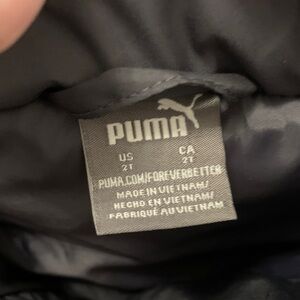 PUMA
US CA
2T 2T
PUMA.COM/FOREVERBETTER
MADE IN VIETNAM/
HECHO EN VIETNAM/
FABRIQUÉ AU VIETNAM